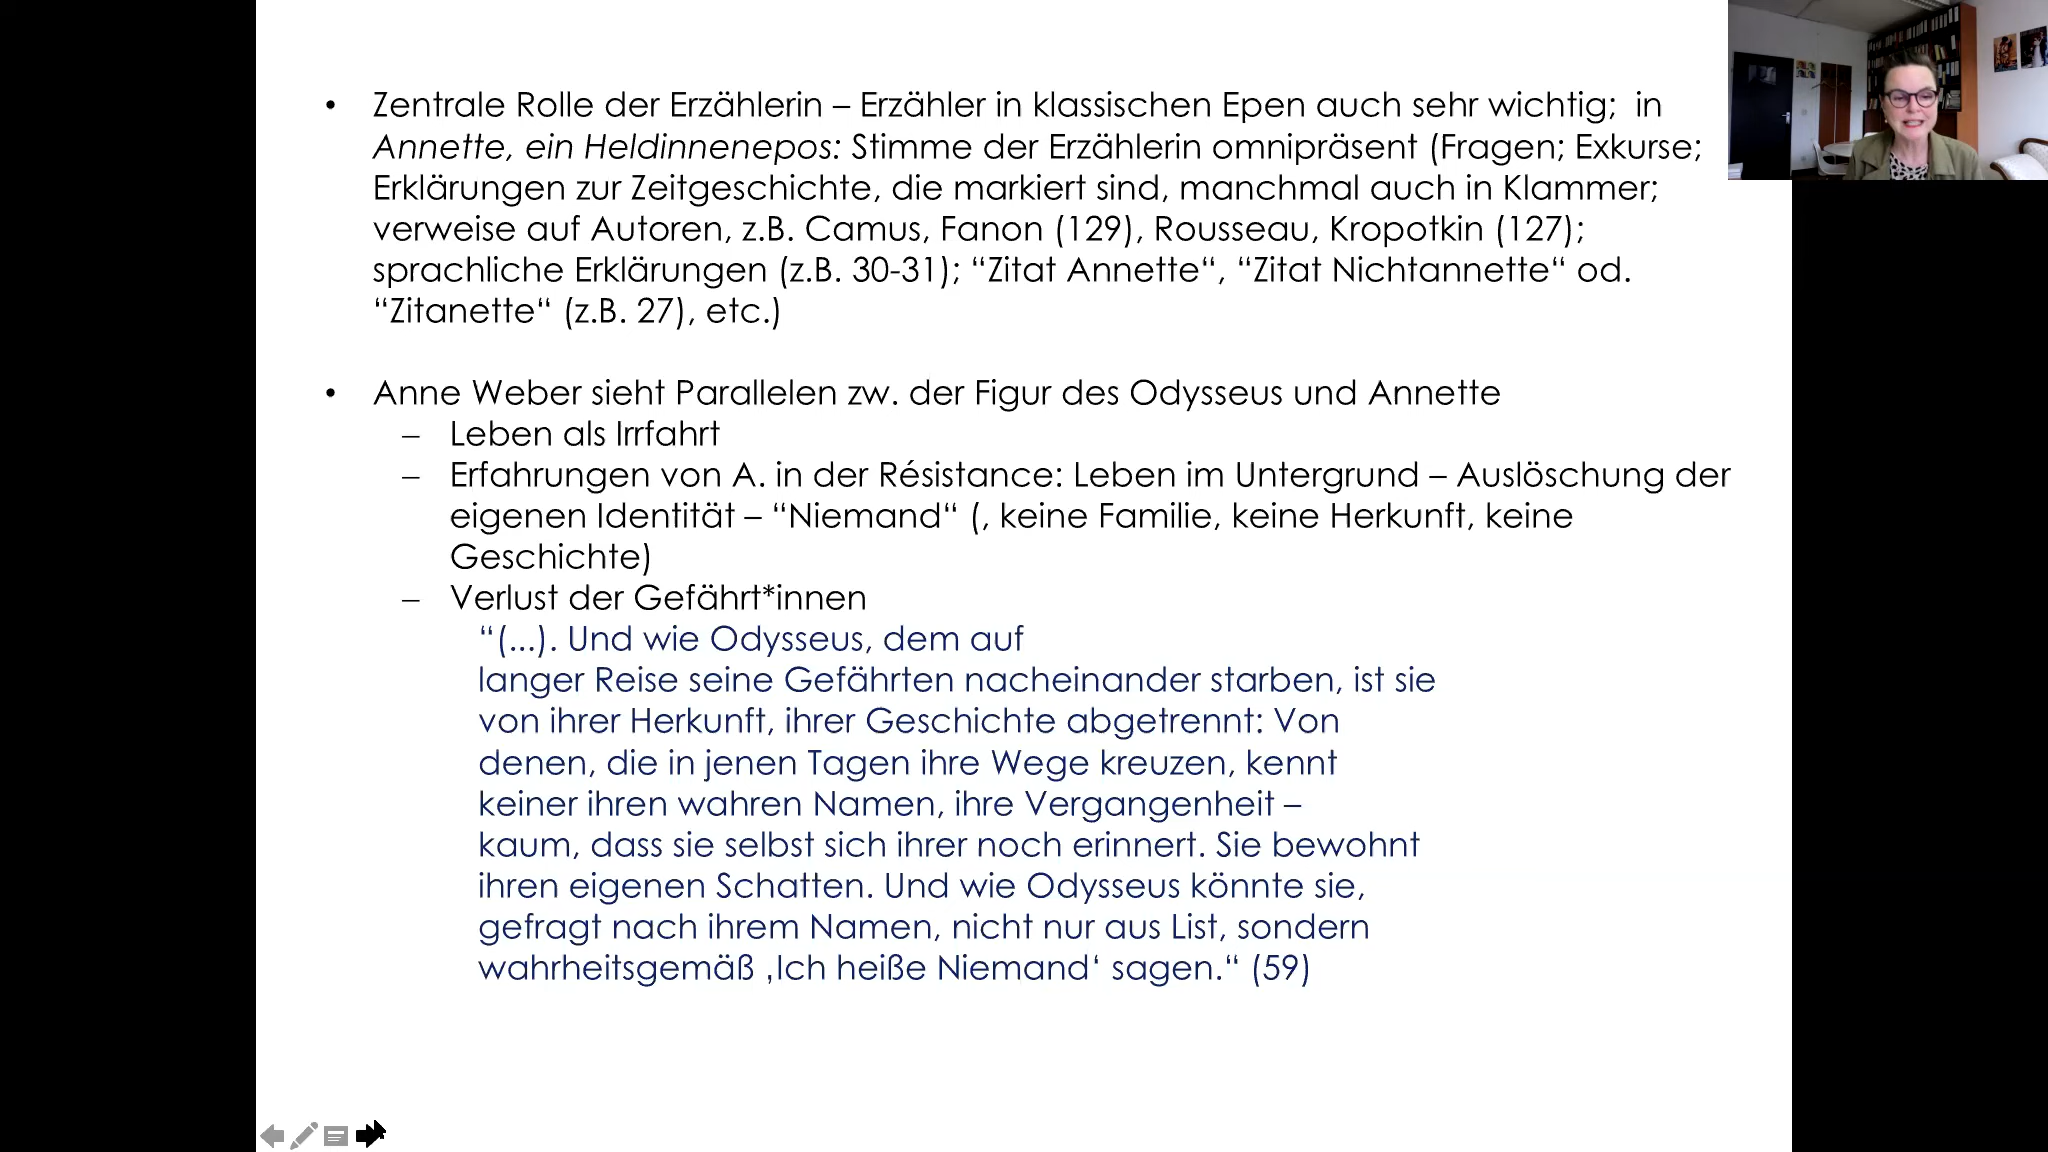 • Zentrale Rolle der Erzählerin – Erzähler in klassischen Epen auch sehr wichtig;  in
Annette, ein Heldinnenepos: Stimme der Erzählerin omnipräsent (Fragen; Exkurse;
Erklärungen zur Zeitgeschichte, die markiert sind, manchmal auch in Klammer;
verweise auf Autoren, z.B. Camus, Fanon (129), Rousseau, Kropotkin (127);
sprachliche Erklärungen (z.B. 30-31); “Zitat Annette“, “Zitat Nichtannette“ od.
“Zitanette“ (z.B. 27), etc.)
• Anne Weber sieht Parallelen zw. der Figur des Odysseus und Annette
– Leben als Irrfahrt
– Erfahrungen von A. in der Résistance: Leben im Untergrund – Auslöschung der
eigenen Identität – “Niemand“ (, keine Familie, keine Herkunft, keine
Geschichte)
– Verlust der Gefährt*innen
“(...). Und wie Odysseus, dem auf
langer Reise seine Gefährten nacheinander starben, ist sie
von ihrer Herkunft, ihrer Geschichte abgetrennt: Von
denen, die in jenen Tagen ihre Wege kreuzen, kennt
keiner ihren wahren Namen, ihre Vergangenheit –
kaum, dass sie selbst sich ihrer noch erinnert. Sie bewohnt
ihren eigenen Schatten. Und wie Odysseus könnte sie,
gefragt nach ihrem Namen, nicht nur aus List, sondern
wahrheitsgemäß ‚Ich heiße Niemand‘ sagen.“ (59)